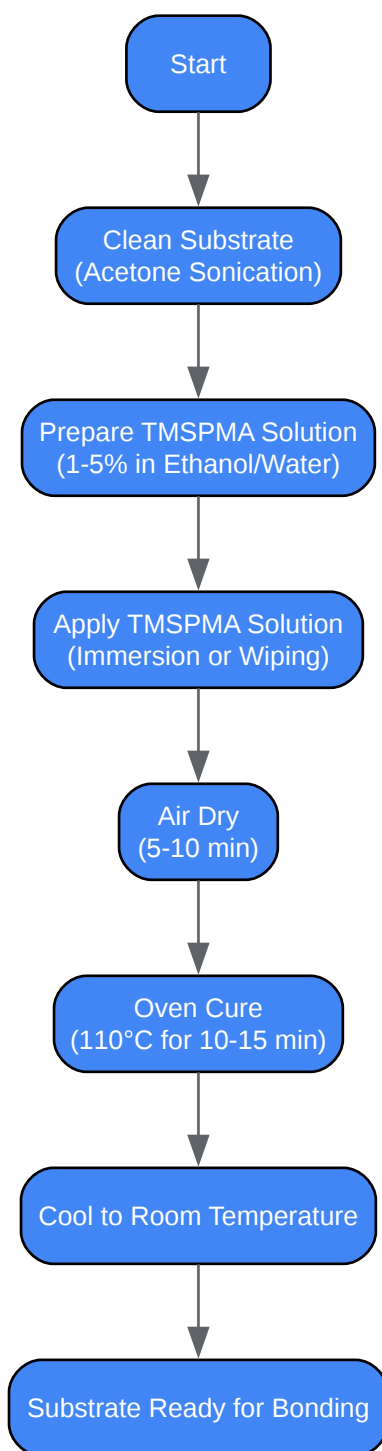 Start
Clean Substrate
(Acetone Sonication)
Prepare TMSPMA Solution
(1-5% in Ethanol/Water)
Apply TMSPMA Solution
(Immersion or Wiping)
Air Dry
(5-10 min)
Oven Cure
(110°C for 10-15 min)
Cool to Room Temperature
Substrate Ready for Bonding